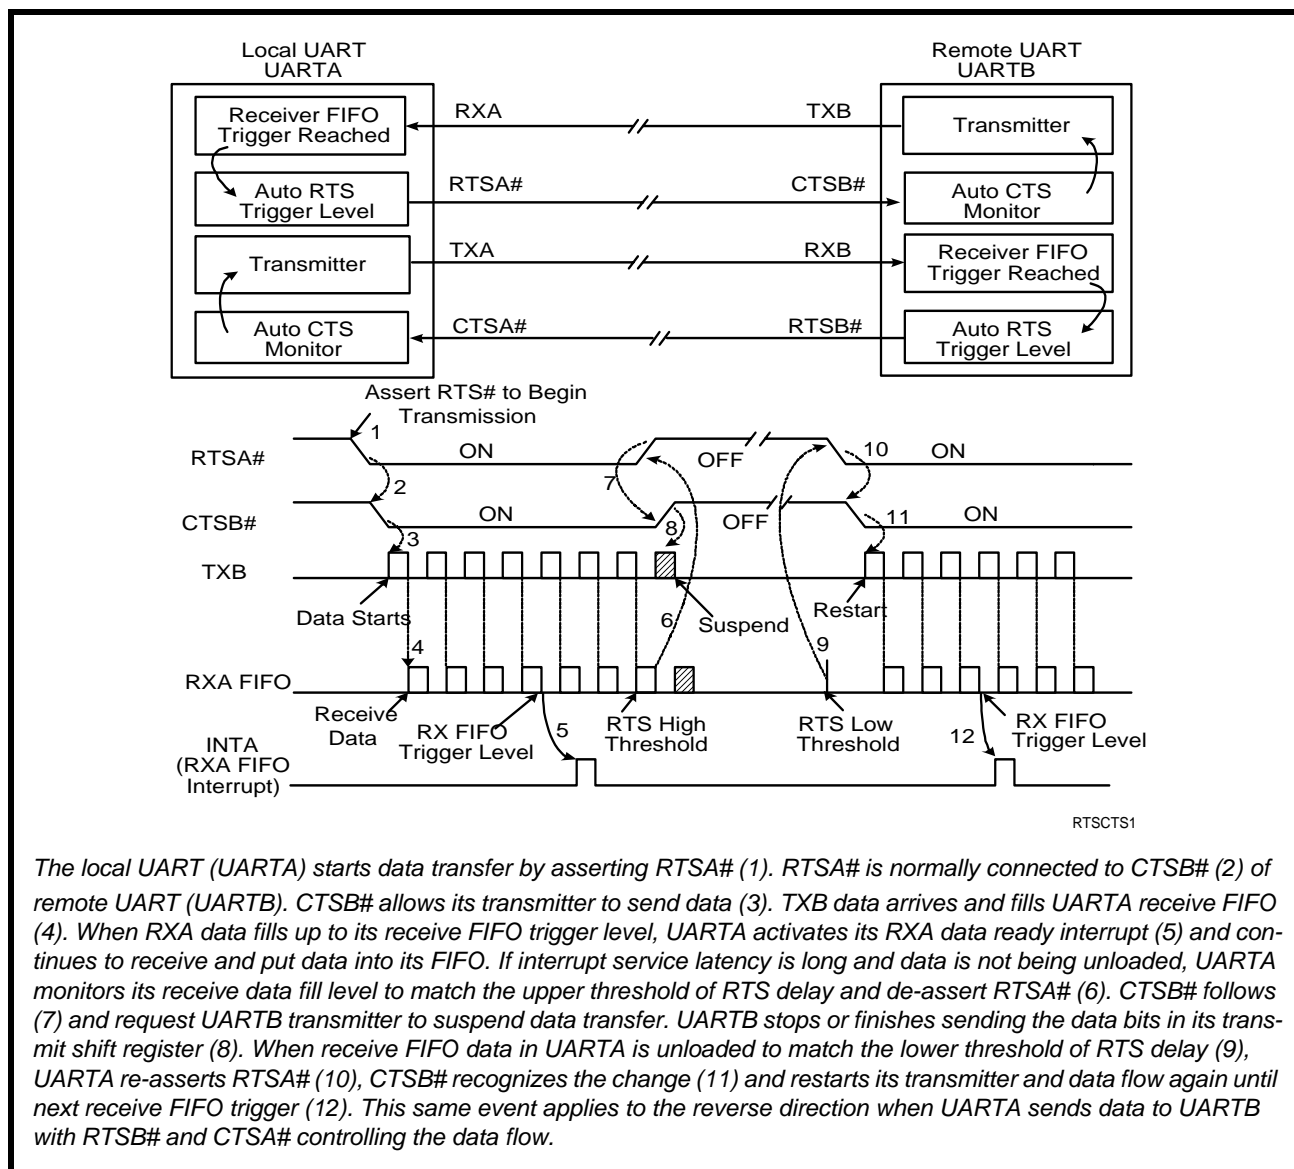 Local UART
UARTA
Remote UART
UARTB
Receiver FIFO
Trigger Reached
RXA
TXB
Transmitter
Auto RTS
Trigger Level
RTSA#
CTSB#
Auto CTS
Monitor
Transmitter
TXA
RXB
Receiver FIFO
Trigger Reached
Auto CTS
Monitor
CTSA#
RTSB#
Auto RTS
Trigger Level
Assert RTS# to Begin
Transmission
1
RTSA#
ON
OFF
10
ON
2
7
CTSB#
ON
OFF
11
ON
3
8
TXB
Data Starts
6
Suspend
Restart
4
9
RXA FIFO
Receive
Data
RX FIFO
Trigger Level
5
RTS High
Threshold
RTS Low
Threshold
12
RX FIFO
Trigger Level
INTA
(RXA FIFO
Interrupt)
RTSCTS1
The local UART (UARTA) starts data transfer by asserting RTSA# (1). RTSA# is normally connected to CTSB# (2) of
remote UART (UARTB). CTSB# allows its transmitter to send data (3). TXB data arrives and fills UARTA receive FIFO
(4). When RXA data fills up to its receive FIFO trigger level, UARTA activates its RXA data ready interrupt (5) and con-
tinues to receive and put data into its FIFO. If interrupt service latency is long and data is not being unloaded, UARTA
monitors its receive data fill level to match the upper threshold of RTS delay and de-assert RTSA# (6). CTSB# follows
(7) and request UARTB transmitter to suspend data transfer. UARTB stops or finishes sending the data bits in its trans-
mit shift register (8). When receive FIFO data in UARTA is unloaded to match the lower threshold of RTS delay (9),
UARTA re-asserts RTSA# (10), CTSB# recognizes the change (11) and restarts its transmitter and data flow again until
next receive FIFO trigger (12). This same event applies to the reverse direction when UARTA sends data to UARTB
with RTSB# and CTSA# controlling the data flow.